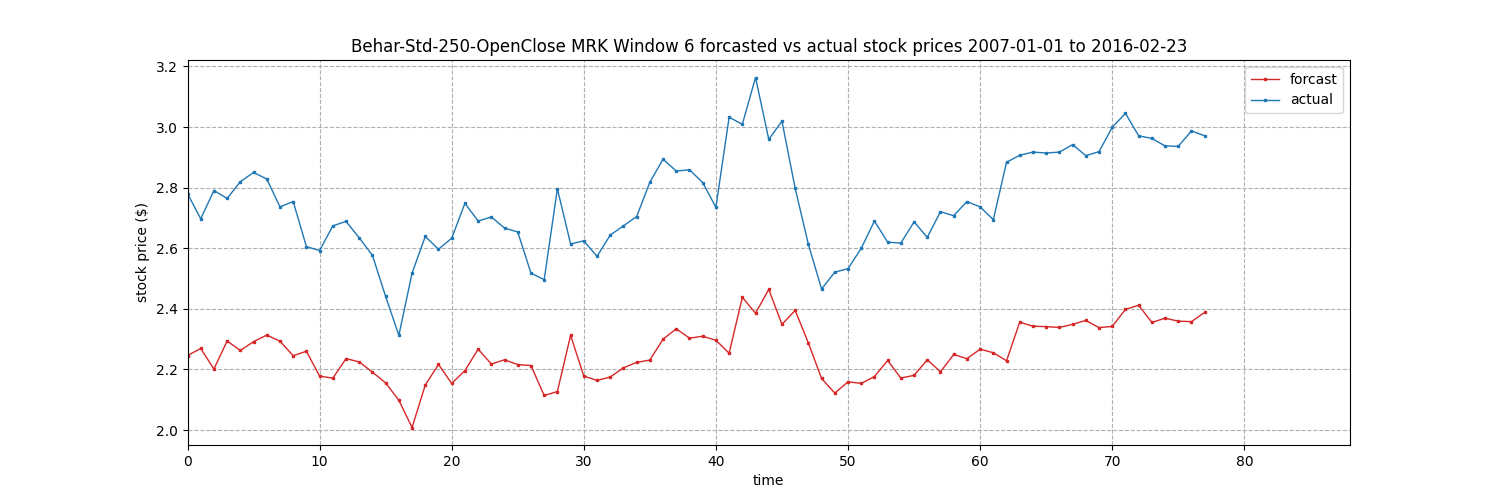 Behar-Std-250-OpenClose MRK Window 6 forcasted vs actual stock prices 2007-01-01 to 2016-02-23
forcast
actual
stock price ($)
3.2
3.0
2.8
2.6
2.4
2.2
2.0
0 10 20 30 40 50 60 70 80
time